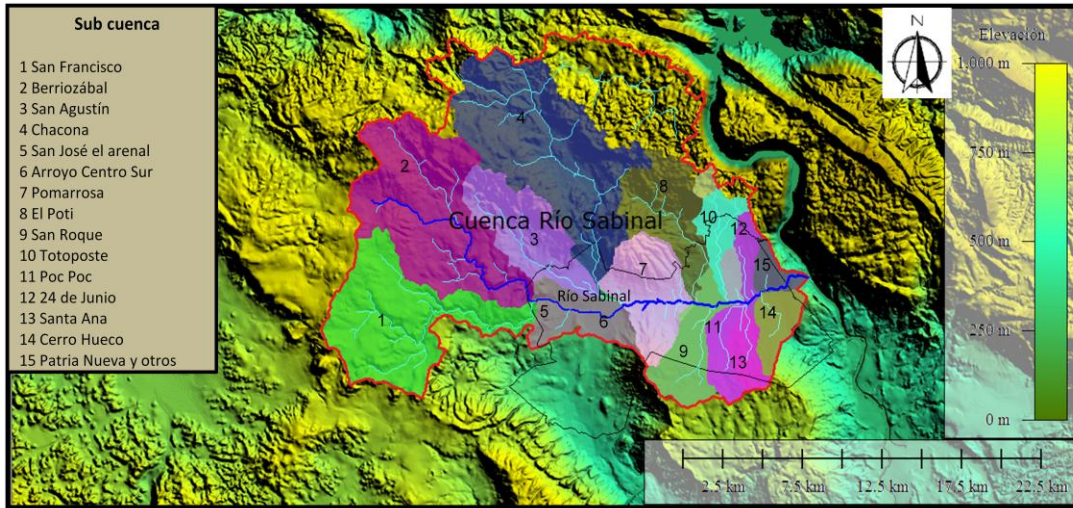 Sub cuenca
1 San Francisco
2 Berriozábal
3 San Agustín
4 Chacona
5 San José el arenal
6 Arroyo Centro Sur
7 Pomarrosa
8 El Poti
9 San Roque
10 Totoposte
11 Poc Poc
12 24 de Junio
13 Santa Ana
14 Cerro Hueco
15 Patria Nueva y otros
N
Elevación
1,000 m
750 m
500 m
250 m
0 m
4
2
8
Cuenca Río Sabinal
3
10
12
7
15
Río Sabinal
5
6
1
11
14
9
13
2.5 km 7.5 km 12.5 km 17.5 km 22.5 km